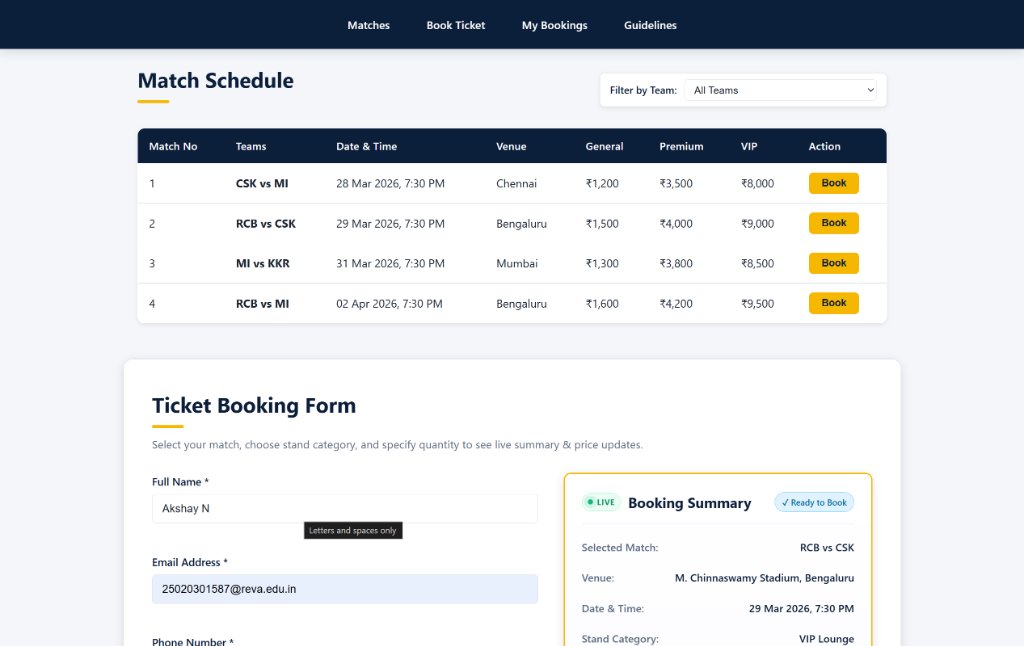 Matches Book Ticket My Bookings Guidelines
Match Schedule
Filter by Team: All Teams
Match No Teams Date & Time Venue General Premium VIP Action
1 CSK vs MI 28 Mar 2026, 7:30 PM Chennai ₹1,200 ₹3,500 ₹8,000 Book
2 RCB vs CSK 29 Mar 2026, 7:30 PM Bengaluru ₹1,500 ₹4,000 ₹9,000 Book
3 MI vs KKR 31 Mar 2026, 7:30 PM Mumbai ₹1,300 ₹3,800 ₹8,500 Book
4 RCB vs MI 02 Apr 2026, 7:30 PM Bengaluru ₹1,600 ₹4,200 ₹9,500 Book
Ticket Booking Form
Select your match, choose stand category, and specify quantity to see live summary & price updates.
Full Name *
Akshay N
Letters and spaces only
Email Address *
25020301587@reva.edu.in
Phone Number *
LIVE Booking Summary ✓ Ready to Book
Selected Match: RCB vs CSK
Venue: M. Chinnaswamy Stadium, Bengaluru
Date & Time: 29 Mar 2026, 7:30 PM
Stand Category: VIP Lounge